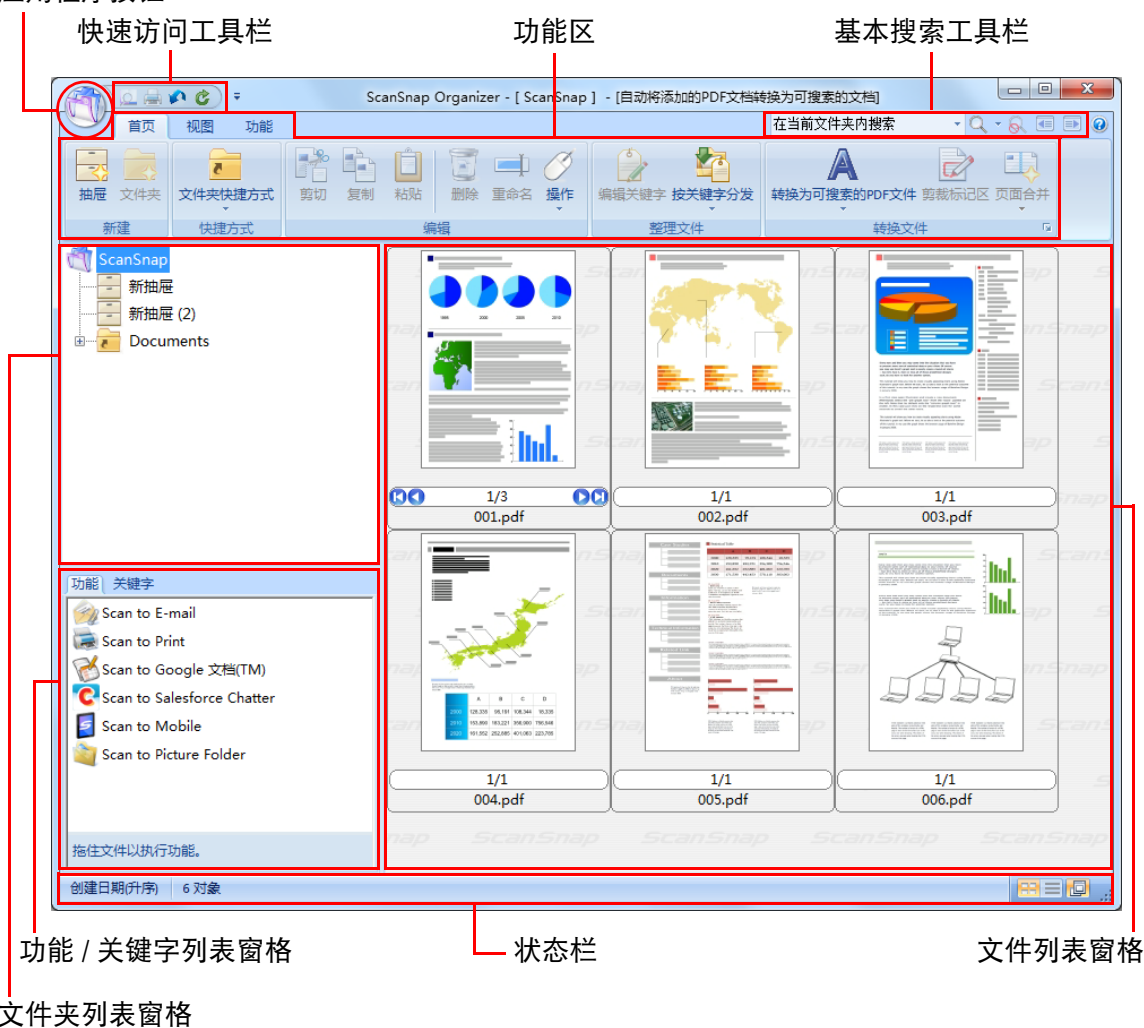 快速访问工具栏 功能区 基本搜索工具栏
ScanSnap Organizer - [ ScanSnap ] - [自动将添加的PDF文档转换为可搜索的文档]
首页 视图 功能 在当前文件夹内搜索
抽屉 文件夹 文件夹快捷方式 剪切 复制 粘贴 删除 重命名 操作 编辑关键字 按关键字分发 转换为可搜索的PDF文件 剪裁标记区 页面合并
新建 快捷方式 编辑 整理文件 转换文件
ScanSnap
新抽屉
新抽屉 (2)
Documents
1/3 1/1 1/1
001.pdf 002.pdf 003.pdf
功能 关键字
Scan to E-mail
Scan to Print
Scan to Google 文档(TM)
Scan to Salesforce Chatter
Scan to Mobile
Scan to Picture Folder
拖住文件以执行功能。
1/1 1/1 1/1
004.pdf 005.pdf 006.pdf
ScanSnap ScanSnap ScanSnap ScanSnap
创建日期(升序) 6 对象
功能 / 关键字列表窗格 状态栏 文件列表窗格
文件夹列表窗格